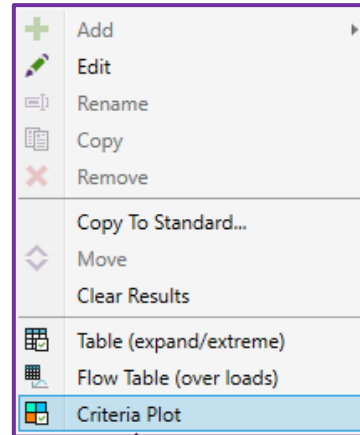 Add
Edit
Rename
Copy
Remove
Copy To Standard...
Move
Clear Results
Table (expand/extreme)
Flow Table (over loads)
Criteria Plot